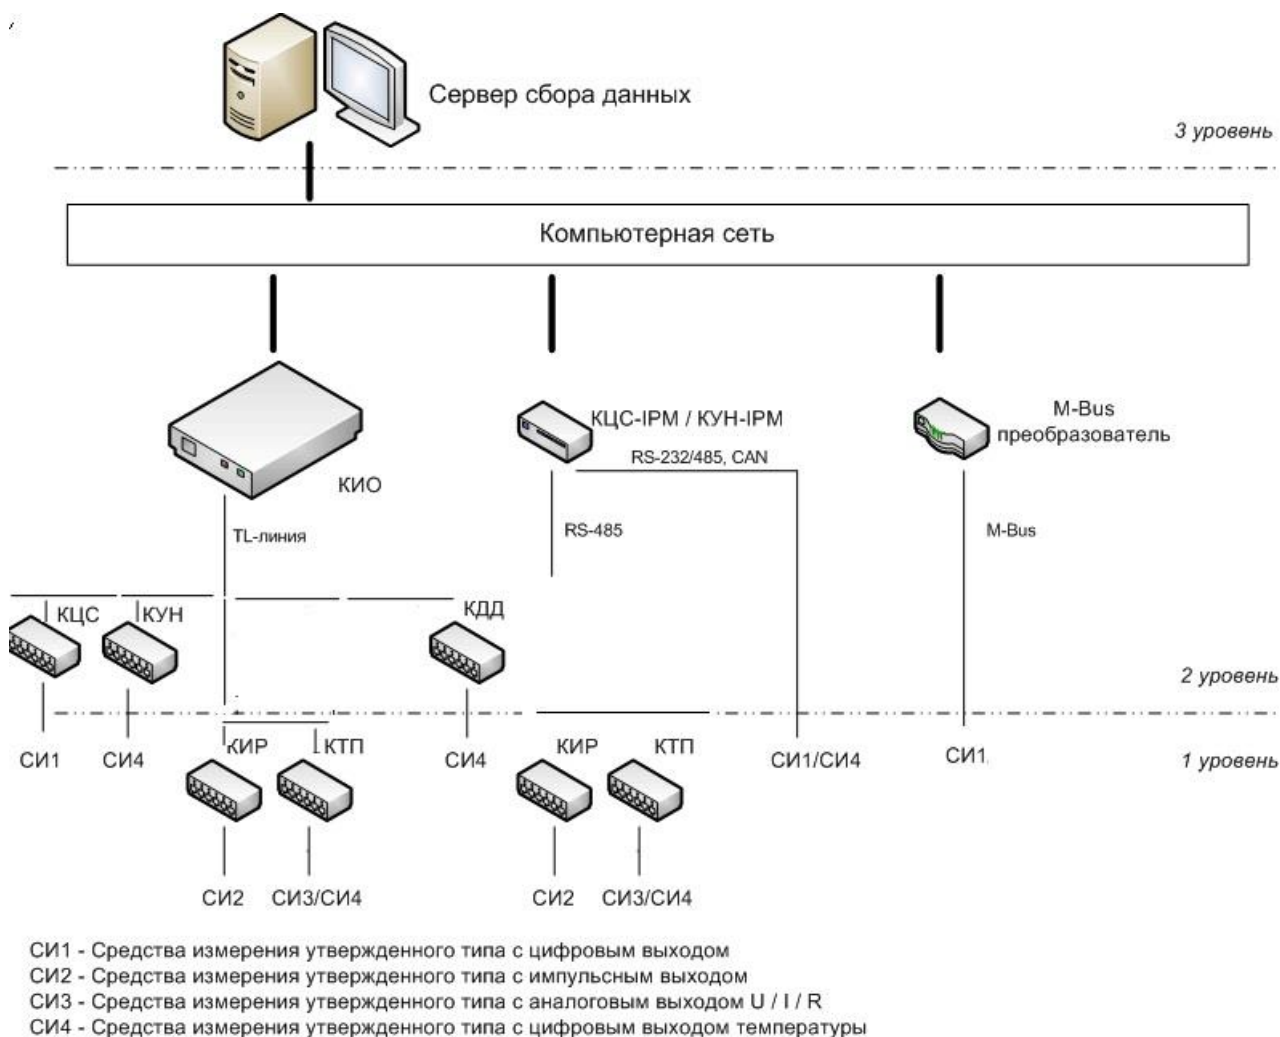 Сервер сбора данных
3 уровень
Компьютерная сеть
КЦС-IPM / КУН-IPM
M-Bus
преобразователь
RS-232/485, CAN
КИО
TL-линия
RS-485
M-Bus
КЦС
КУН
КДД
2 уровень
СИ1
СИ4
КИР
КТП
СИ4
КИР
КТП
СИ1/СИ4
СИ1
1 уровень
СИ2
СИ3/СИ4
СИ2
СИ3/СИ4
СИ1 - Средства измерения утвержденного типа с цифровым выходом
СИ2 - Средства измерения утвержденного типа с импульсным выходом
СИ3 - Средства измерения утвержденного типа с аналоговым выходом U / I / R
СИ4 - Средства измерения утвержденного типа с цифровым выходом температуры